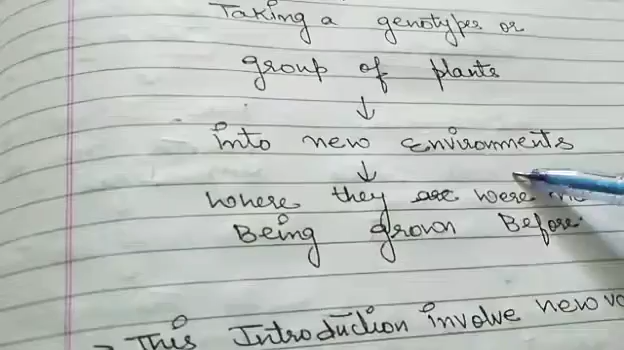 Taking a genotypes or
group of plants
↓
into new Environments
↓
where they are were
Being grown Before.
→ This Introduction involve new